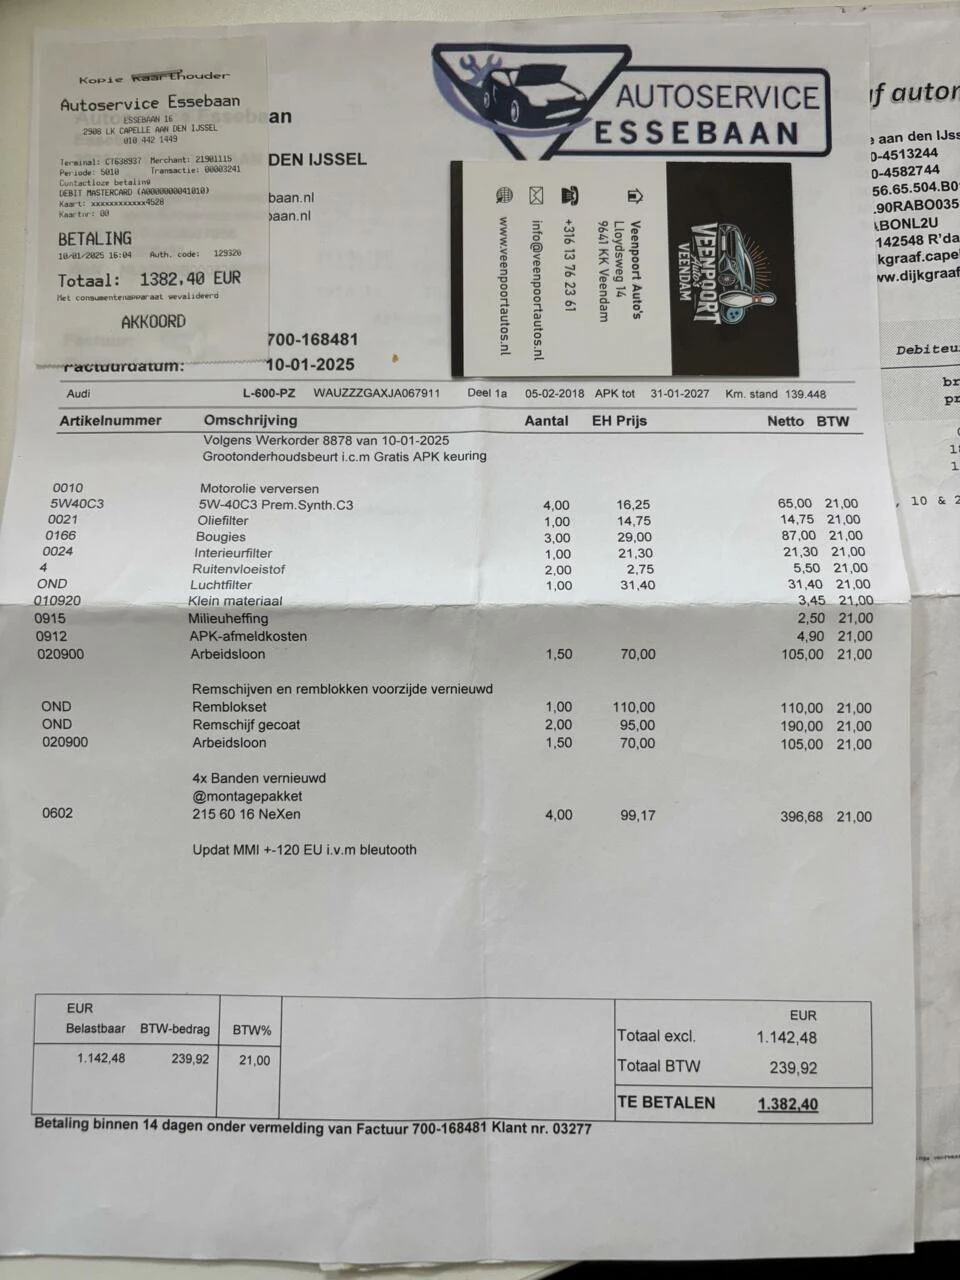 Kopie Kaarthouder
Autoservice Essebaan
ESSEBAAN 16
2908 LK CAPELLE AAN DEN IJSSEL
010 442 1449
Terminal: CT638937 Merchant: 21901115
Periode: 5010 Transactie: 00003241
Contactloze betaling
DEBIT MASTERCARD (A0000000041010)
Kaart: xxxxxxxxxxxx4528
Kaartnr: 00
BETALING
10/01/2025 16:04 Auth. code: 129320
Totaal: 1382,40 EUR
Met consumentenapparaat gevalideerd
AKKOORD
an
DEN IJSSEL
baan.nl
baan.nl
AUTOSERVICE
ESSEBAAN
VEENPOORT
Auto's
VEENDAM
Veenpoort Auto's
Lloydsweg 14
9641 KK Veendam
+316 13 76 23 61
info@veenpoortautos.nl
www.veenpoortautos.nl
af autom
e aan den IJss
0-4513244
0-4582744
56.65.504.B0
.90RABO035
ABONL2U
142548 R'da
kgraaf.cape
ww.dijkgraaf
Debiteu
br
pr
, 10 & 2
700-168481
Factuurdatum: 10-01-2025
Audi L-600-PZ WAUZZZGAXJA067911 Deel 1a 05-02-2018 APK tot 31-01-2027 Km. stand 139.448
Artikelnummer Omschrijving Aantal EH Prijs Netto BTW
Volgens Werkorder 8878 van 10-01-2025
Grootonderhoudsbeurt i.c.m Gratis APK keuring
0010 Motorolie verversen
5W40C3 5W-40C3 Prem.Synth.C3 4,00 16,25 65,00 21,00
0021 Oliefilter 1,00 14,75 14,75 21,00
0166 Bougies 3,00 29,00 87,00 21,00
0024 Interieurfilter 1,00 21,30 21,30 21,00
4 Ruitenvloeistof 2,00 2,75 5,50 21,00
OND Luchtfilter 1,00 31,40 31,40 21,00
010920 Klein materiaal 3,45 21,00
0915 Milieuheffing 2,50 21,00
0912 APK-afmeldkosten 4,90 21,00
020900 Arbeidsloon 1,50 70,00 105,00 21,00
Remschijven en remblokken voorzijde vernieuwd
OND Remblokset 1,00 110,00 110,00 21,00
OND Remschijf gecoat 2,00 95,00 190,00 21,00
020900 Arbeidsloon 1,50 70,00 105,00 21,00
4x Banden vernieuwd
@montagepakket
0602 215 60 16 NeXen 4,00 99,17 396,68 21,00
Updat MMI +-120 EU i.v.m bleutooth
EUR
Belastbaar BTW-bedrag BTW%
1.142,48 239,92 21,00
EUR
Totaal excl. 1.142,48
Totaal BTW 239,92
TE BETALEN 1.382,40
Betaling binnen 14 dagen onder vermelding van Factuur 700-168481 Klant nr. 03277